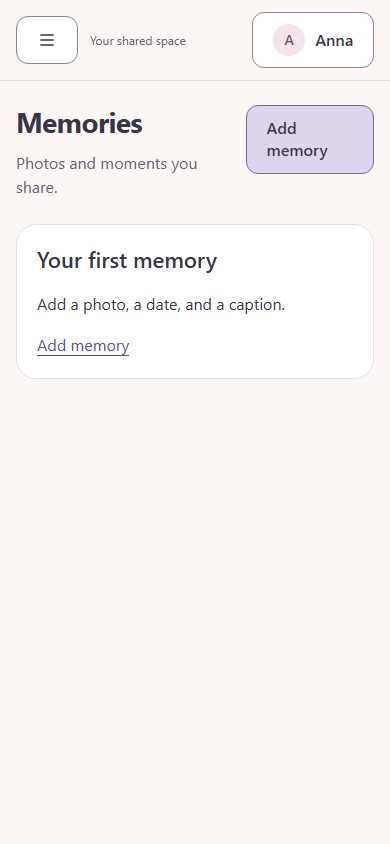 Your shared space
A
Anna
Memories
Photos and moments you
share.
Add
memory
Your first memory
Add a photo, a date, and a caption.
Add memory